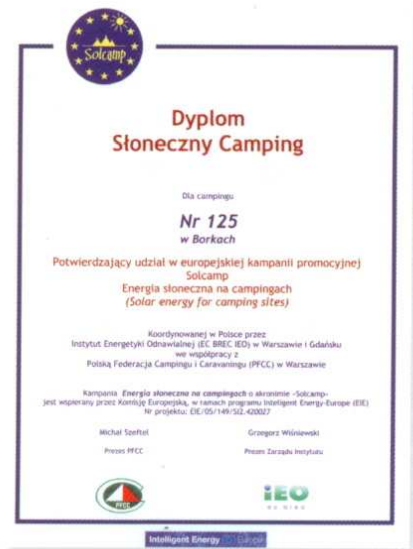 Solcamp
Dyplom
Słoneczny Camping
Dla campingu
Nr 125
w Borkach
Potwierdzający udział w europejskiej kampanii promocyjnej
Solcamp
Energia słoneczna na campingach
(Solar energy for camping sites)
Koordynowanej w Polsce przez
Instytut Energetyki Odnawialnej (EC BREC IEO) w Warszawie i Gdańsku
we współpracy z
Polską Federacja Campingu i Caravaningu (PFCC) w Warszawie
Kampania Energia słoneczna na campingach o akronimie «Solcamp»
jest wspierany przez Komisję Europejską, w ramach programu Inteligent Energy-Europe (EIE)
Nr projektu: EIE/05/149/SI2.420027
Michał Szeftel Grzegorz Wiśniewski
Prezes PFCC Prezes Zarządu Instytutu
PFCC
iEO
Intelligent Energy Europe